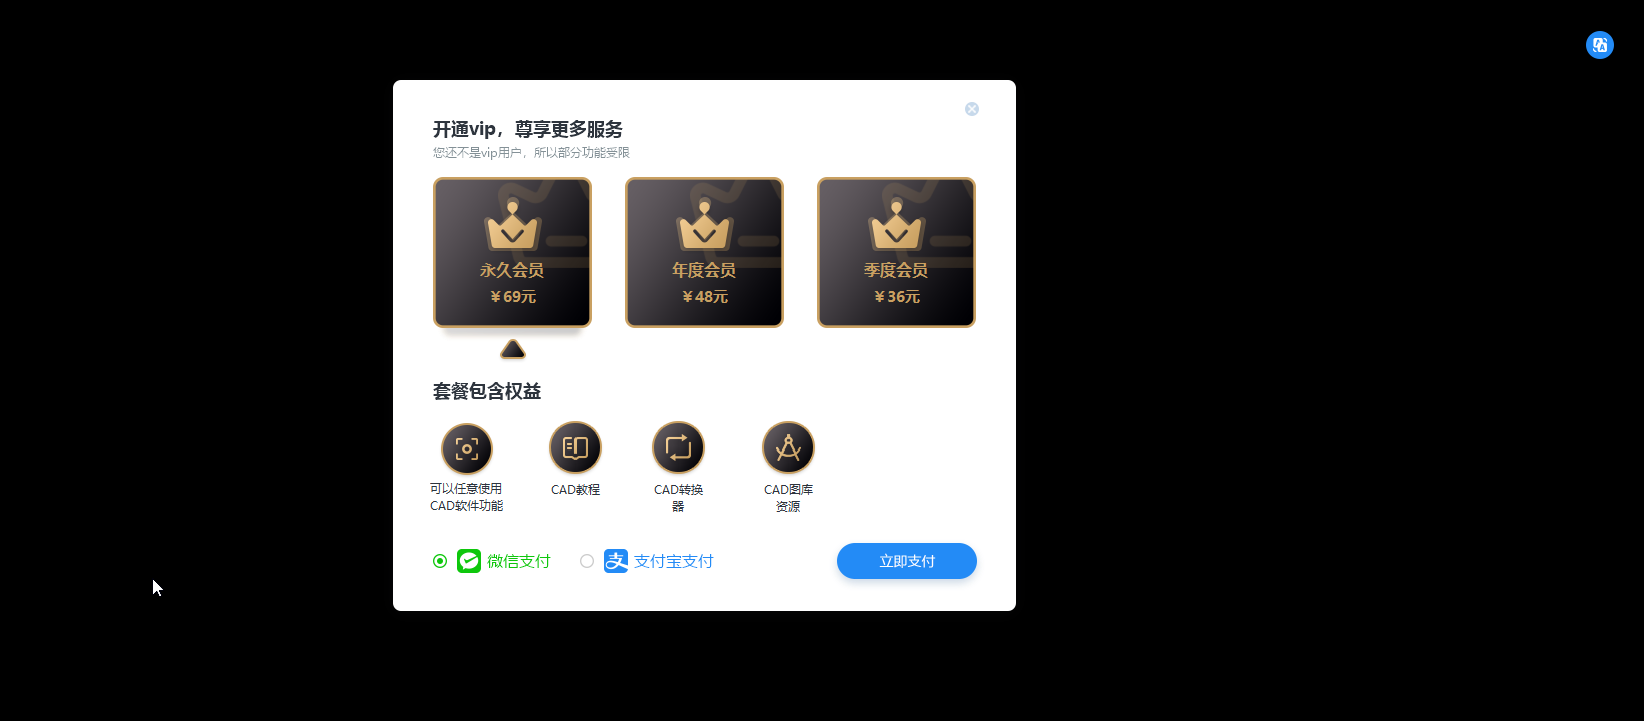 开通vip，尊享更多服务
您还不是vip用户，所以部分功能受限
永久会员
￥69元
年度会员
￥48元
季度会员
￥36元
套餐包含权益
可以任意使用
CAD软件功能
CAD教程
CAD转换
器
CAD图库
资源
微信支付
支 支付宝支付
立即支付